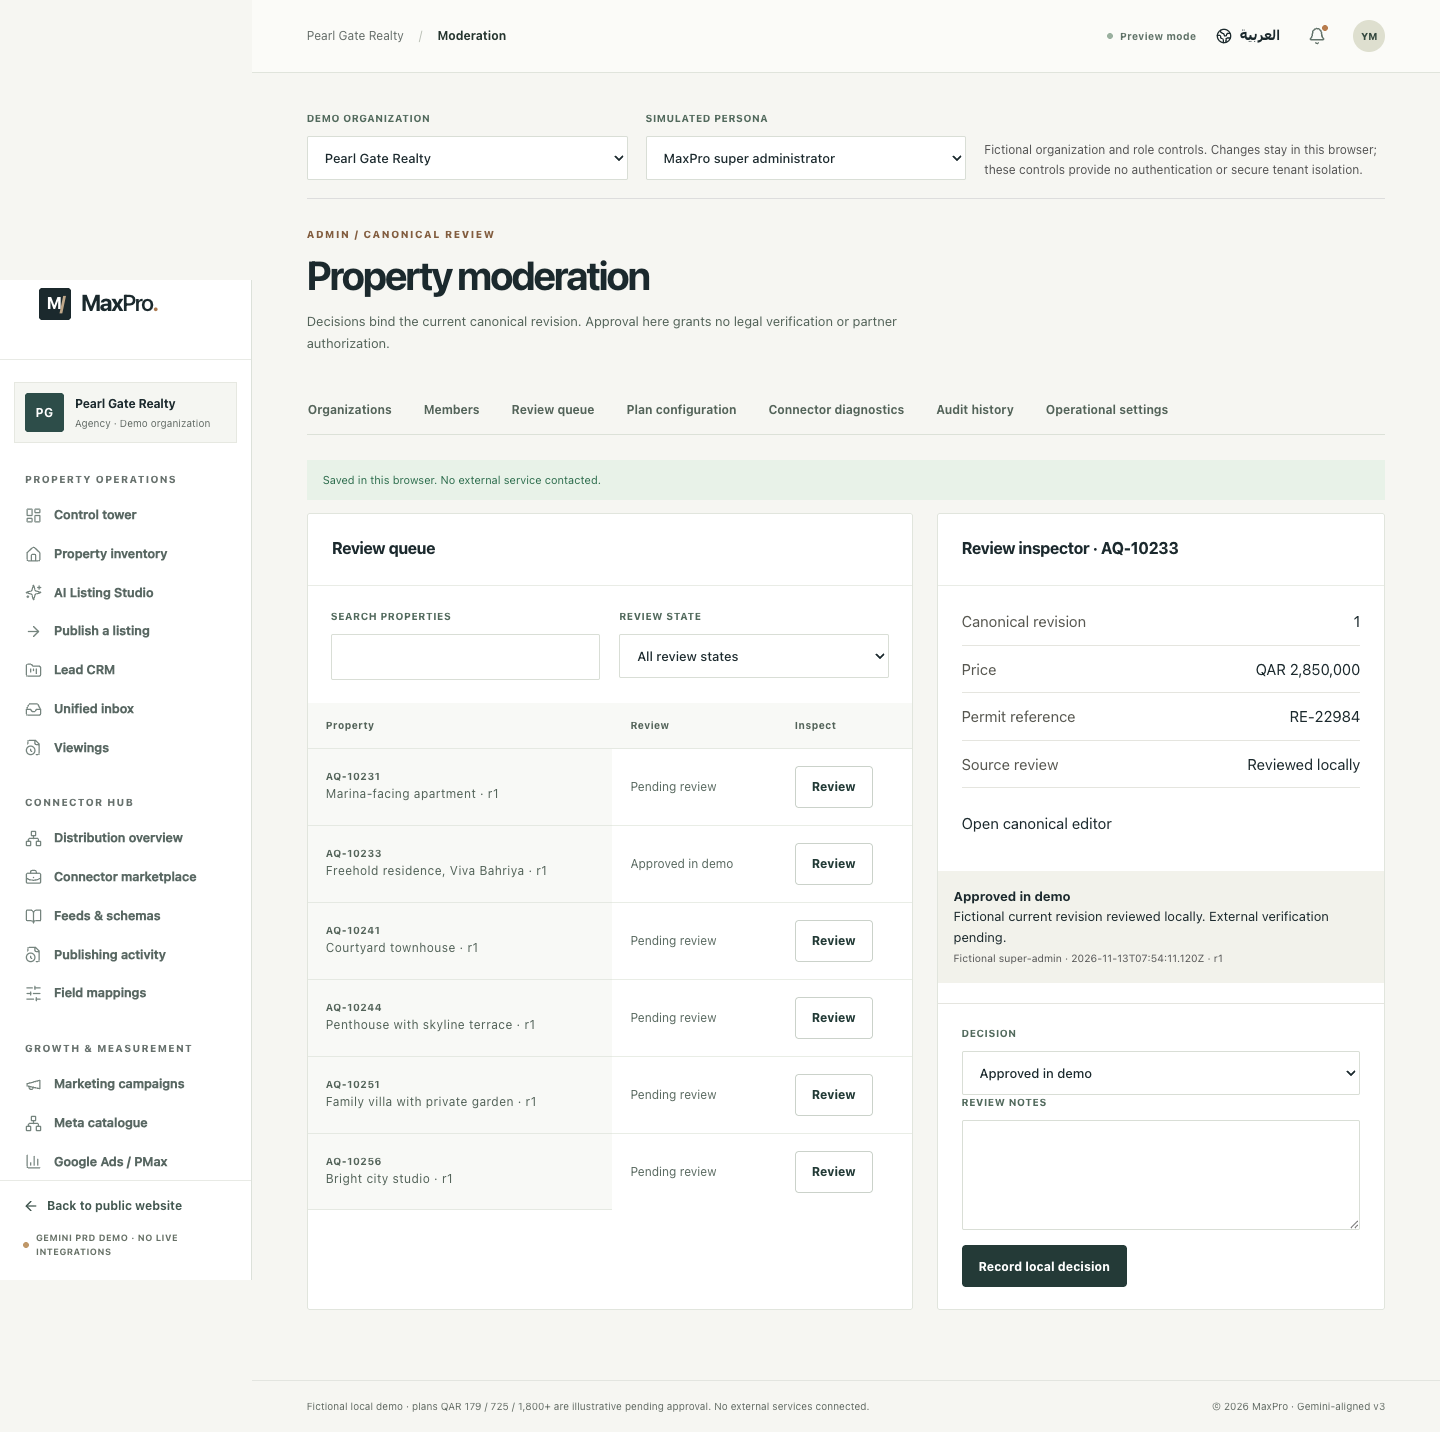 Pearl Gate Realty / Moderation
Preview mode
العربية
YM
DEMO ORGANIZATION
Pearl Gate Realty
SIMULATED PERSONA
MaxPro super administrator
Fictional organization and role controls. Changes stay in this browser;
these controls provide no authentication or secure tenant isolation.
ADMIN / CANONICAL REVIEW
Property moderation
Decisions bind the current canonical revision. Approval here grants no legal verification or partner
authorization.
M/ MaxPro.
PG
Pearl Gate Realty
Agency · Demo organization
PROPERTY OPERATIONS
Control tower
Property inventory
AI Listing Studio
Publish a listing
Lead CRM
Unified inbox
Viewings
CONNECTOR HUB
Distribution overview
Connector marketplace
Feeds & schemas
Publishing activity
Field mappings
GROWTH & MEASUREMENT
Marketing campaigns
Meta catalogue
Google Ads / PMax
Back to public website
GEMINI PRD DEMO · NO LIVE
INTEGRATIONS
Organizations Members Review queue Plan configuration Connector diagnostics Audit history Operational settings
Saved in this browser. No external service contacted.
Review queue
SEARCH PROPERTIES
REVIEW STATE
All review states
Property Review Inspect
AQ-10231
Marina-facing apartment · r1
Pending review
Review
AQ-10233
Freehold residence, Viva Bahriya · r1
Approved in demo
Review
AQ-10241
Courtyard townhouse · r1
Pending review
Review
AQ-10244
Penthouse with skyline terrace · r1
Pending review
Review
AQ-10251
Family villa with private garden · r1
Pending review
Review
AQ-10256
Bright city studio · r1
Pending review
Review
Review inspector · AQ-10233
Canonical revision 1
Price QAR 2,850,000
Permit reference RE-22984
Source review Reviewed locally
Open canonical editor
Approved in demo
Fictional current revision reviewed locally. External verification
pending.
Fictional super-admin · 2026-11-13T07:54:11.120Z · r1
DECISION
Approved in demo
REVIEW NOTES
Record local decision
Fictional local demo · plans QAR 179 / 725 / 1,800+ are illustrative pending approval. No external services connected.
© 2026 MaxPro · Gemini-aligned v3